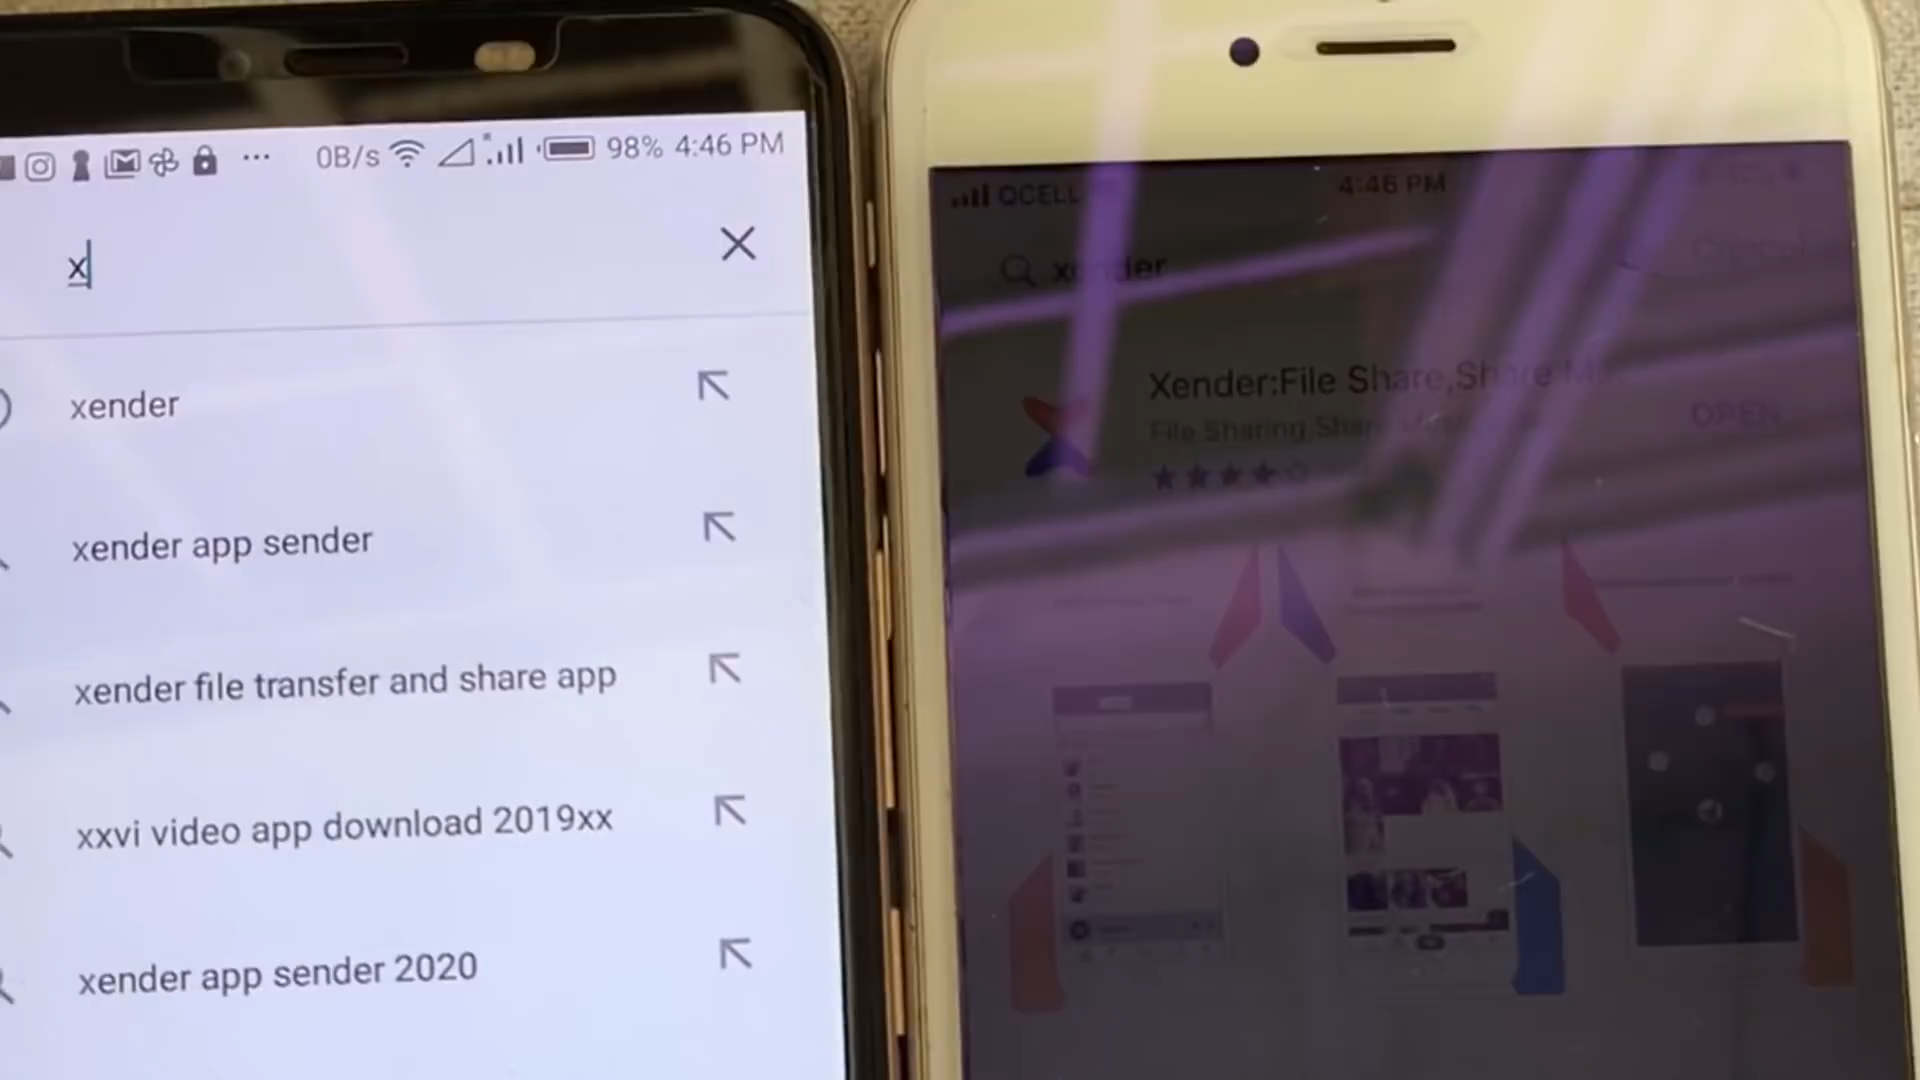 0B/s 98% 4:46 PM
x
xender
xender app sender
xender file transfer and share app
xxvi video app download 2019xx
xender app sender 2020
QCELL 4:46 PM
xender
Cancel
Xender:File Share,Share M
File Sharing,Share
OPEN